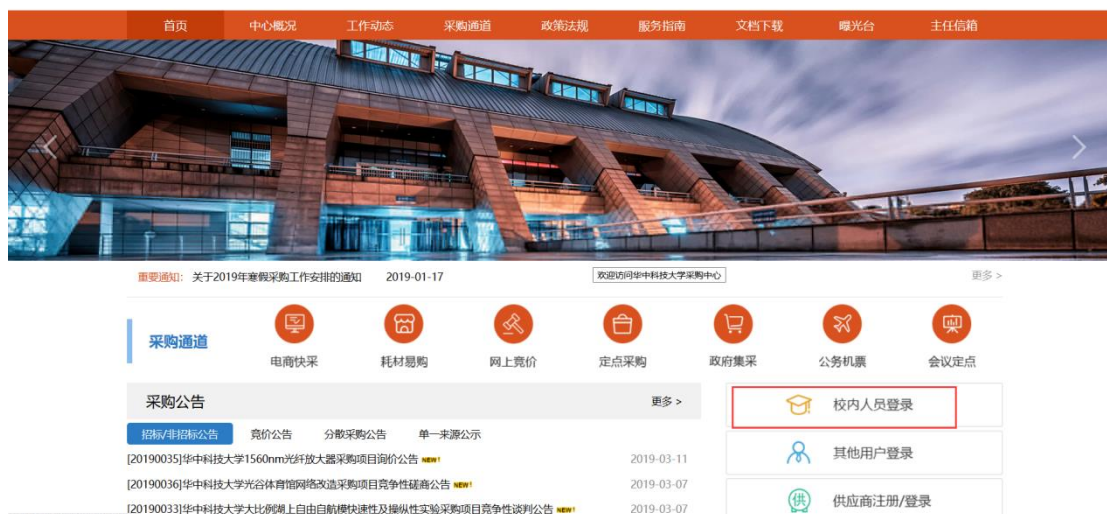 首页 中心概况 工作动态 采购通道 政策法规 服务指南 文档下载 曝光台 主任信箱
重要通知: 关于2019年寒假采购工作安排的通知 2019-01-17 欢迎访问华中科技大学采购中心 更多 >
采购通道
电商快采 耗材易购 网上竞价 定点采购 政府集采 公务机票 会议定点
采购公告 更多 >
校内人员登录
招标/非招标公告 竞价公告 分散采购公告 单一来源公示
其他用户登录
[20190035]华中科技大学1560nm光纤放大器采购项目询价公告 NEW! 2019-03-11
[20190036]华中科技大学光谷体育馆网络改造采购项目竞争性磋商公告 NEW! 2019-03-07
供 供应商注册/登录
[20190033]华中科技大学大比例湖上自由自航模快速性及操纵性实验采购项目竞争性谈判公告 NEW! 2019-03-07